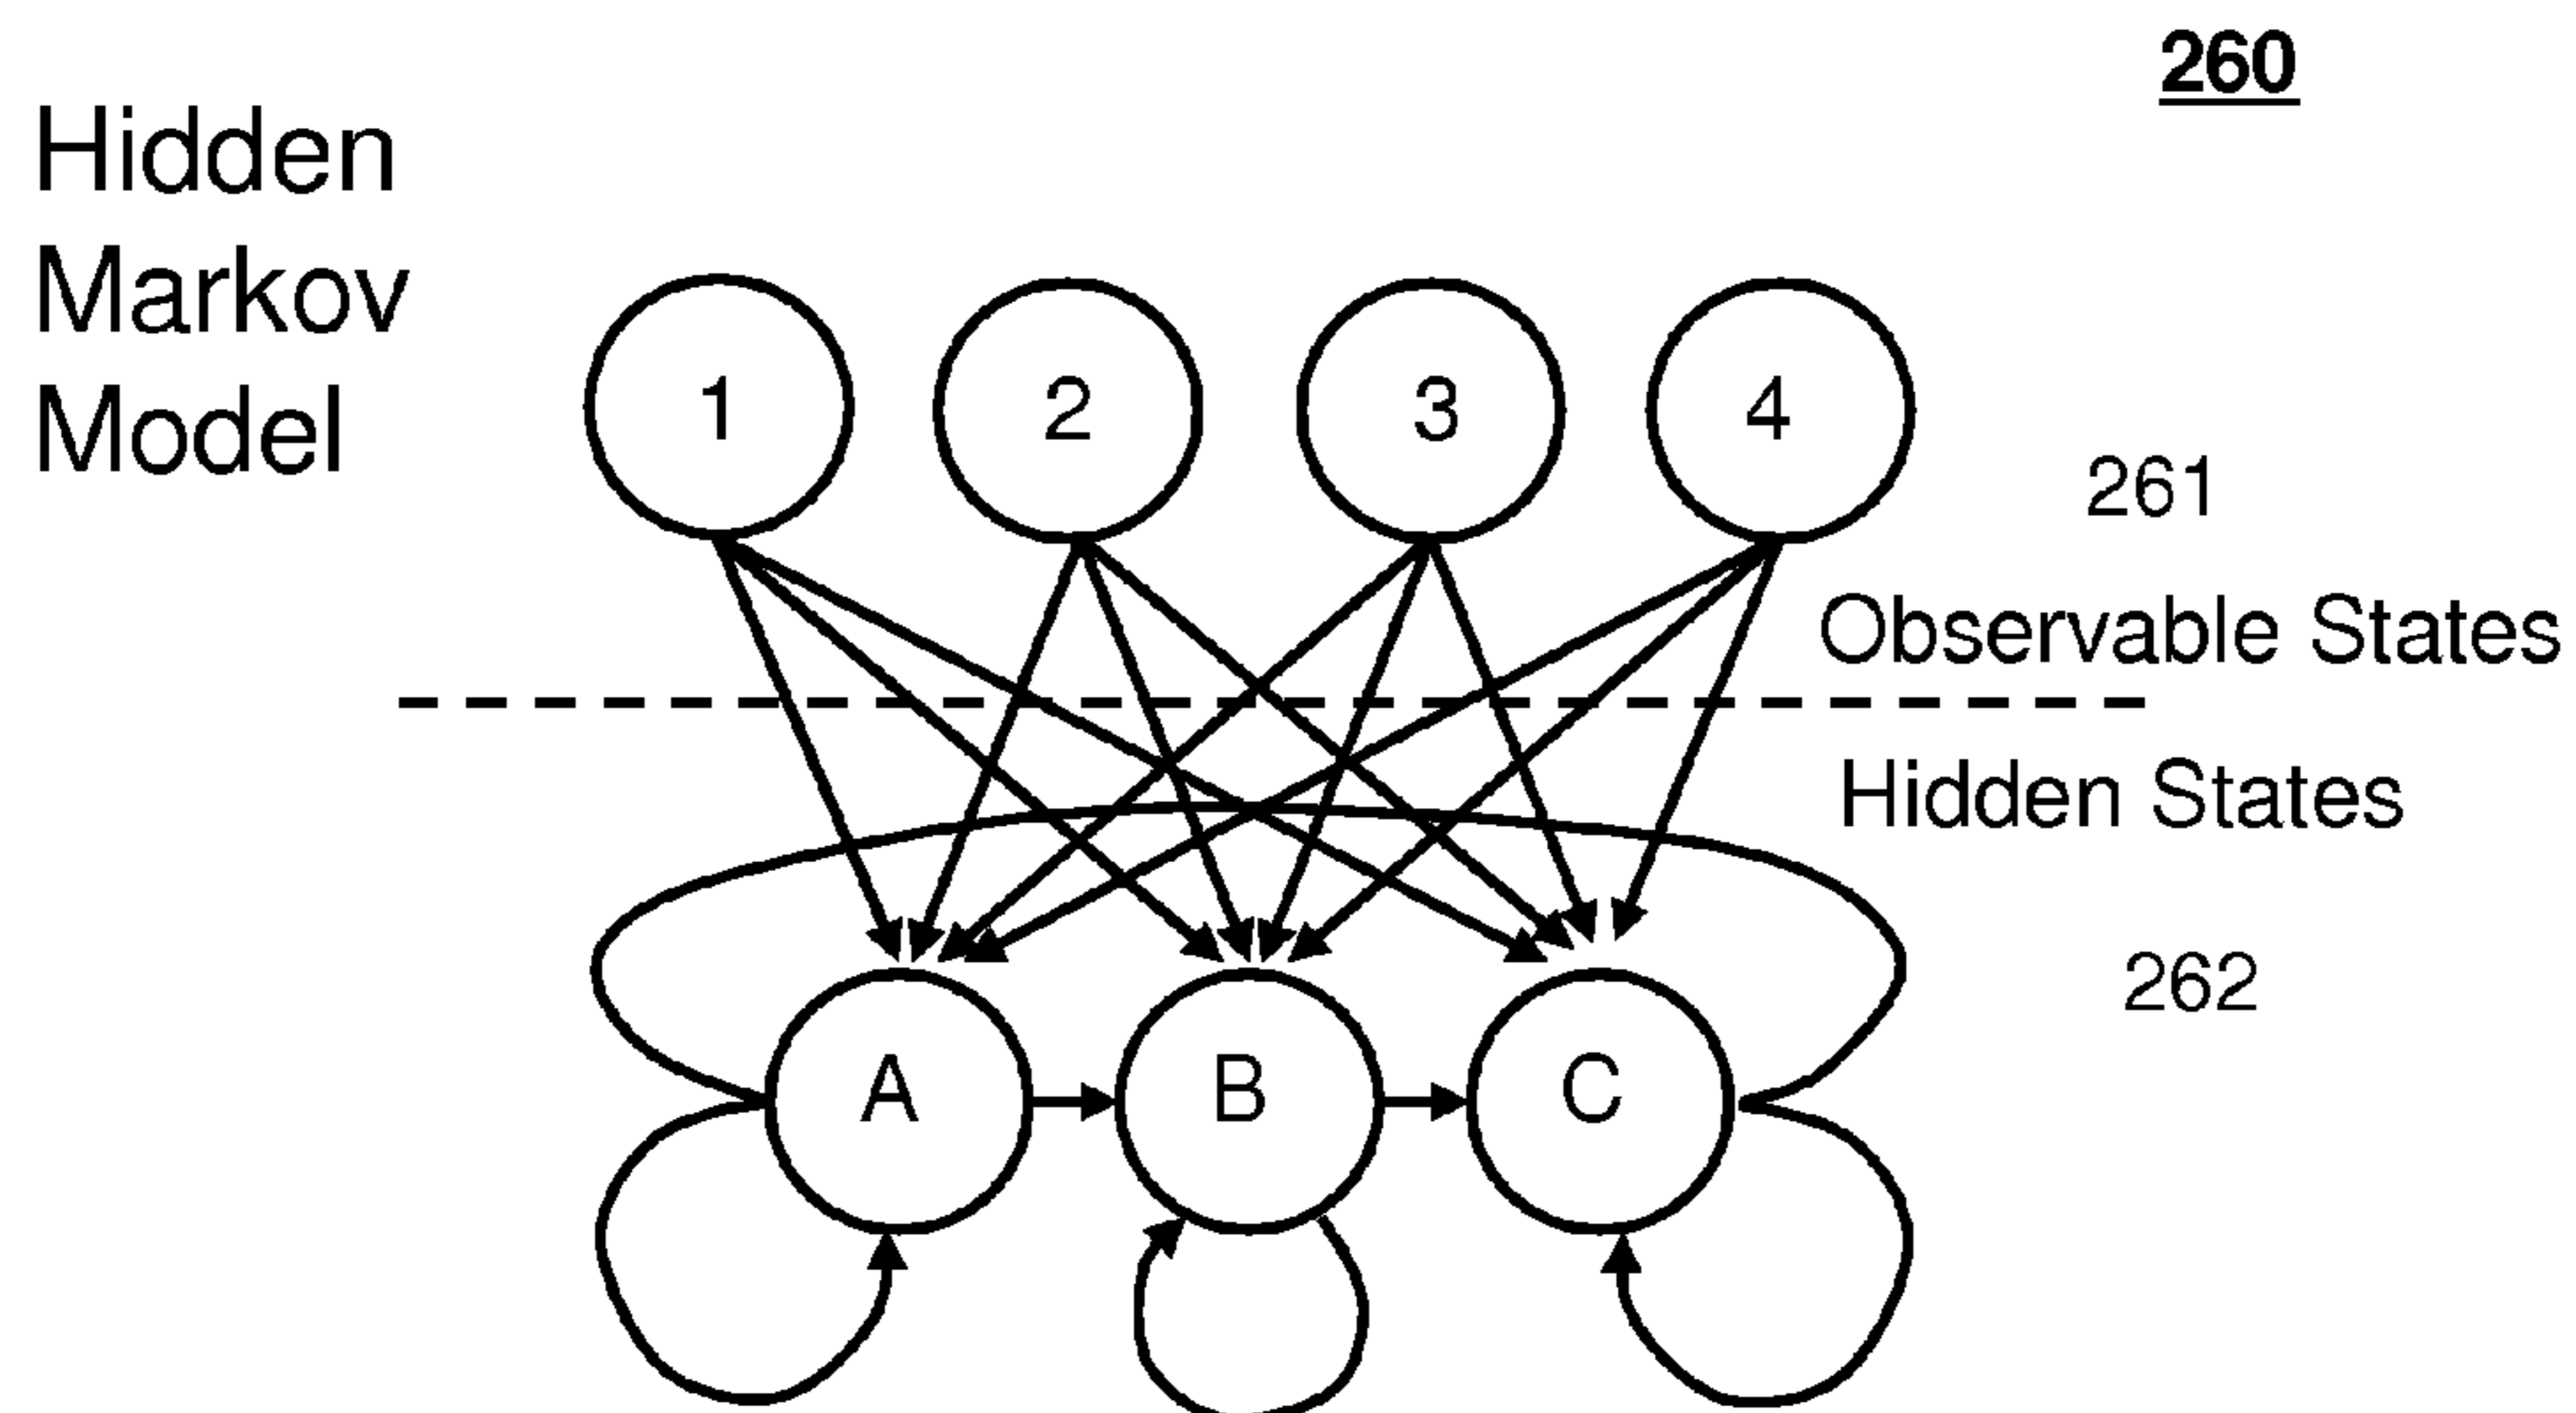 260
Hidden
Markov
Model
1 2 3 4
261
Observable States
Hidden States
262
A B C